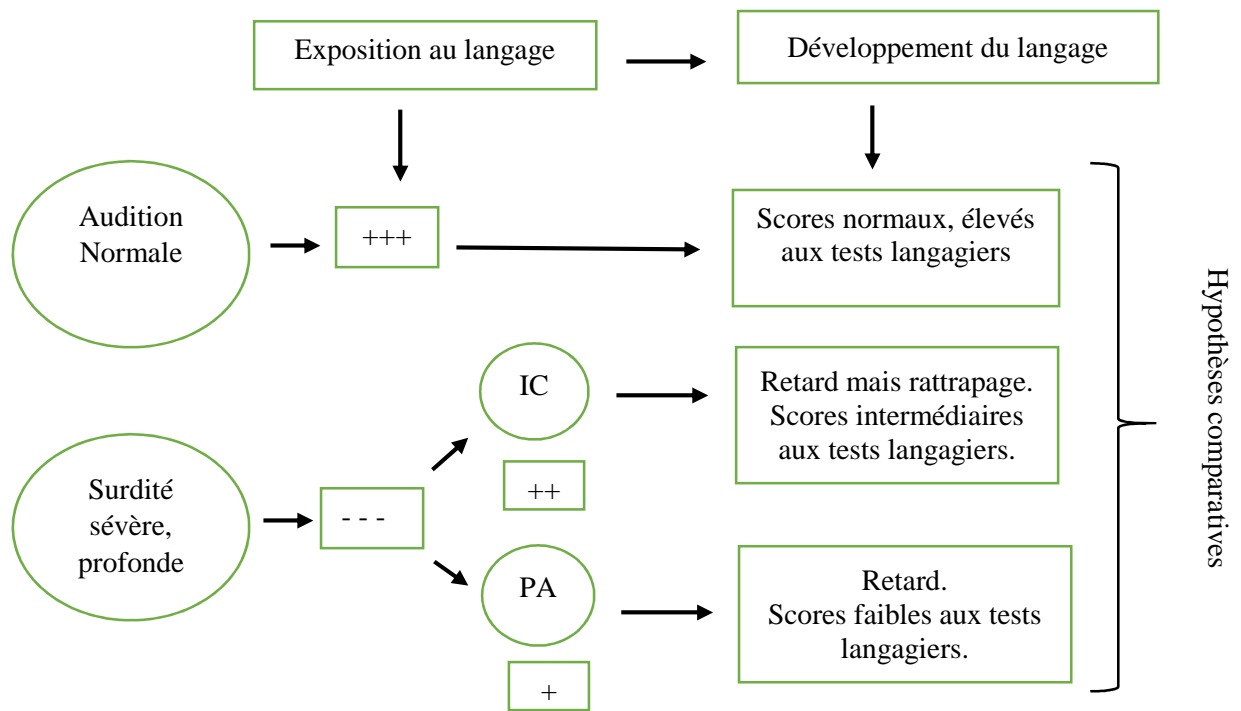 Exposition au langage
Développement du langage
Audition
Normale
+++
Scores normaux, élevés
aux tests langagiers
IC
++
Retard mais rattrapage.
Scores intermédiaires
aux tests langagiers.
Surdité
sévère,
profonde
- - -
PA
+
Retard.
Scores faibles aux tests
langagiers.
Hypothèses comparatives